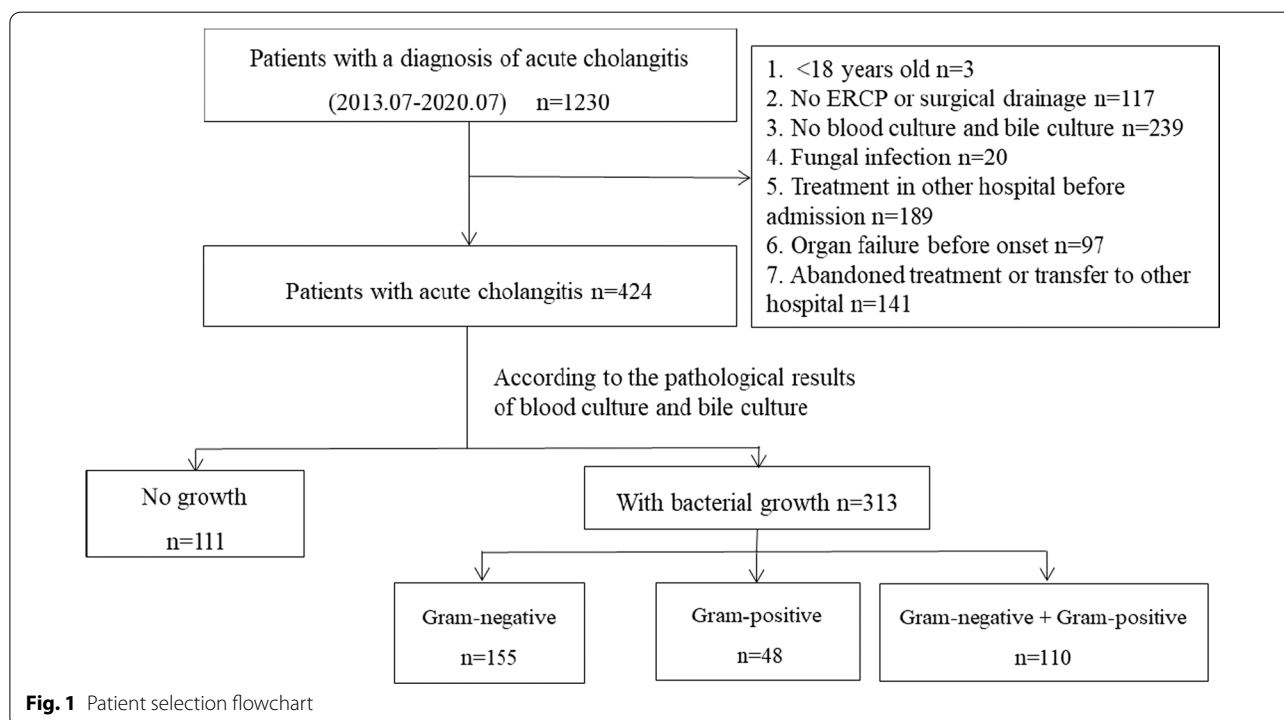 Patients with a diagnosis of acute cholangitis
(2013.07-2020.07) n=1230
1. <18 years old n=3
2. No ERCP or surgical drainage n=117
3. No blood culture and bile culture n=239
4. Fungal infection n=20
5. Treatment in other hospital before
admission n=189
6. Organ failure before onset n=97
7. Abandoned treatment or transfer to other
hospital n=141
Patients with acute cholangitis n=424
According to the pathological results
of blood culture and bile culture
No growth
n=111
With bacterial growth n=313
Gram-negative
n=155
Gram-positive
n=48
Gram-negative + Gram-positive
n=110
Fig. 1 Patient selection flowchart